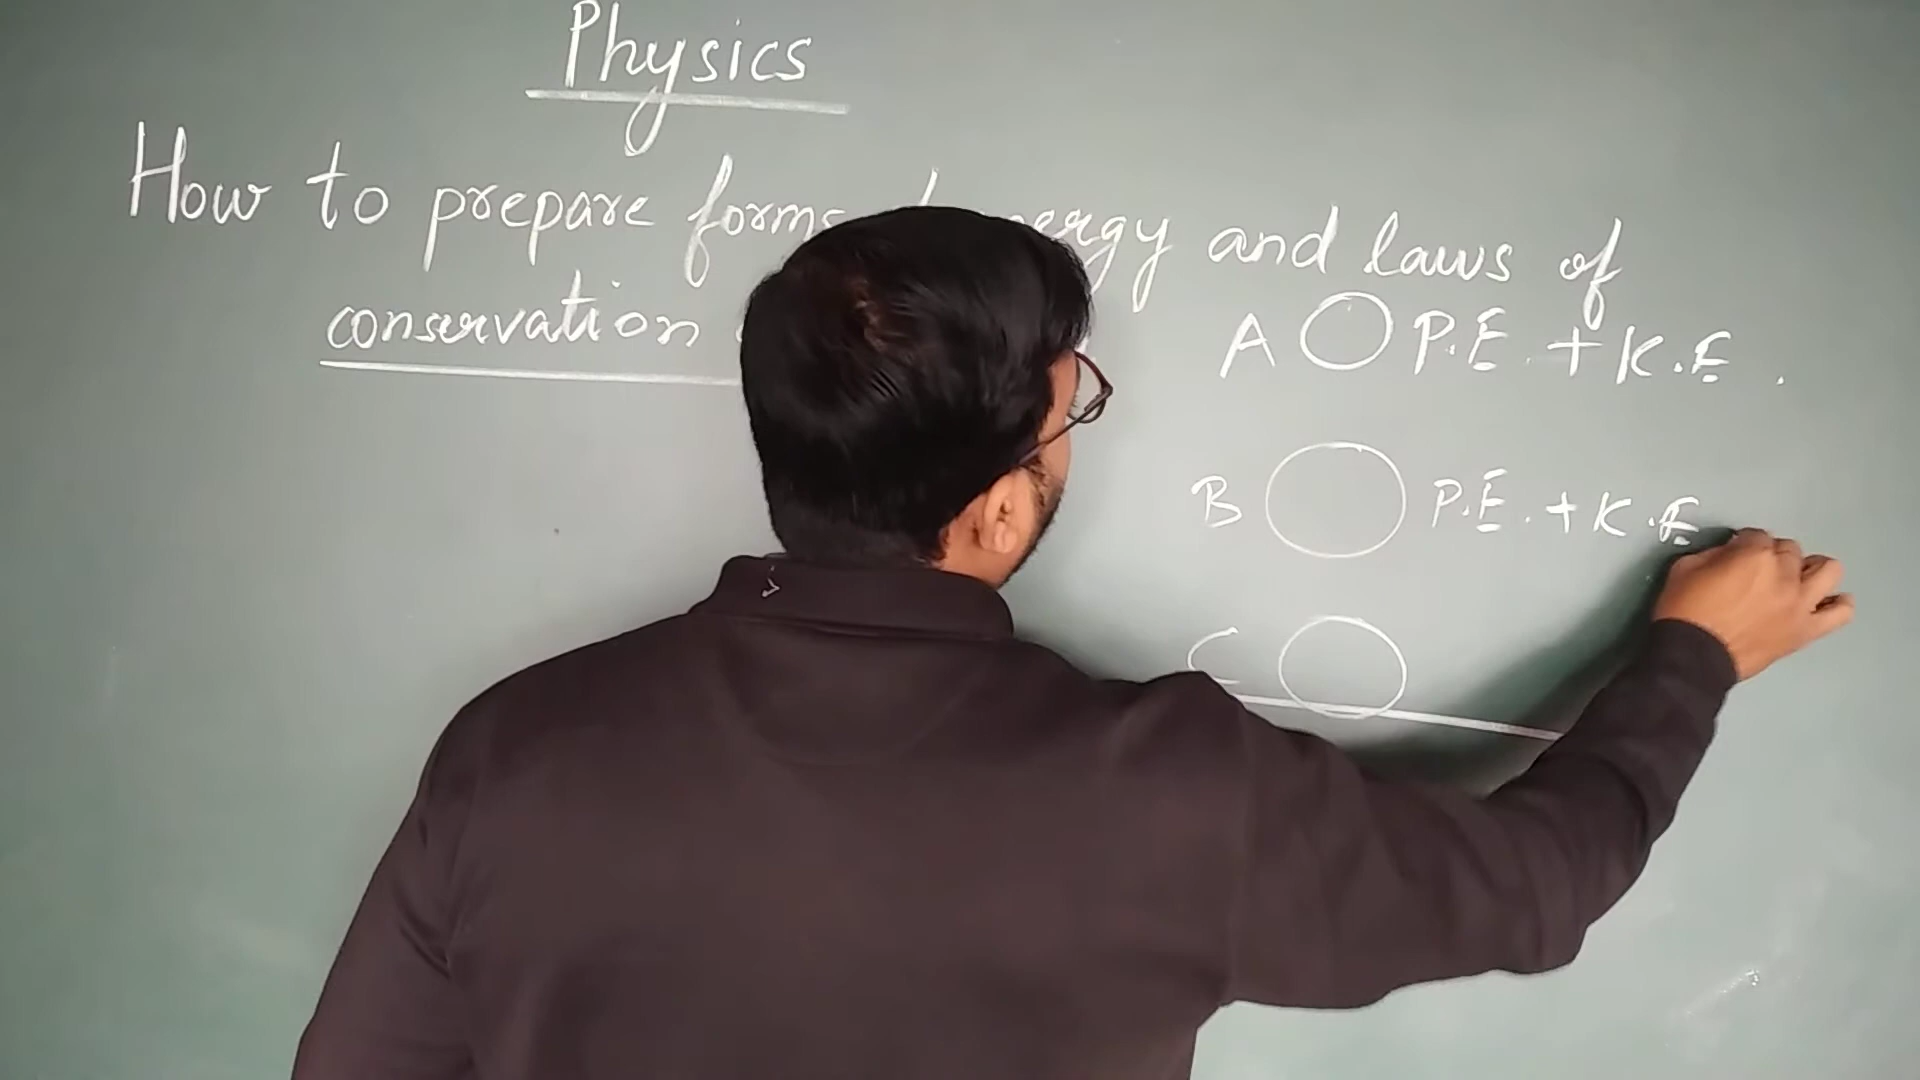 Physics
How to prepare forms and laws of
conservation
A P.E. + K.E.
B P.E. + K.E
C